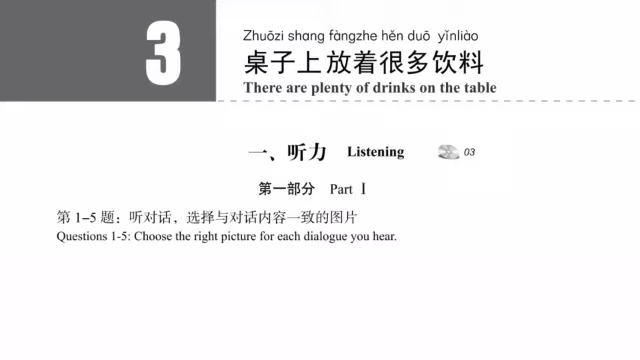 3
Zhuōzi shang fàngzhe hěn duō yǐnliào
桌子上放着很多饮料
There are plenty of drinks on the table
一、听力 Listening 03
第一部分 Part Ⅰ
第 1–5 题：听对话，选择与对话内容一致的图片
Questions 1-5: Choose the right picture for each dialogue you hear.